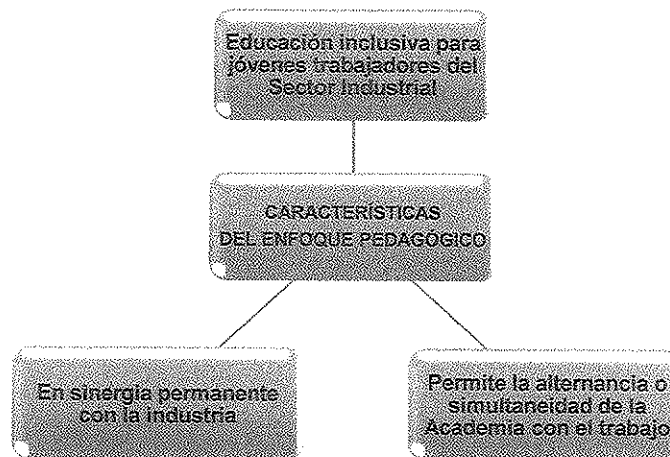 Educación inclusiva para
jóvenes trabajadores del
Sector Industrial
CARACTERÍSTICAS
DEL ENFOQUE PEDAGÓGICO
En sinergia permanente
con la industria
Permite la alternancia o
simultaneidad de la
Academia con el trabajo